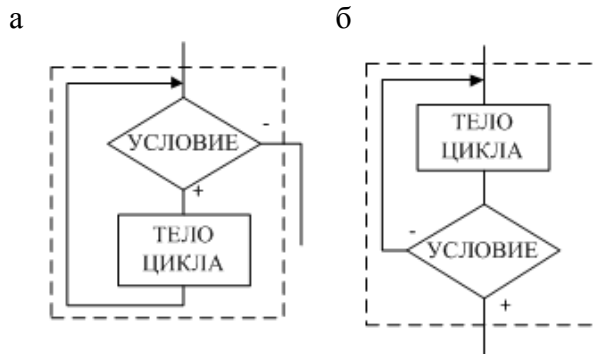 а
б
УСЛОВИЕ
-
+
ТЕЛО
ЦИКЛА
ТЕЛО
ЦИКЛА
-
УСЛОВИЕ
+